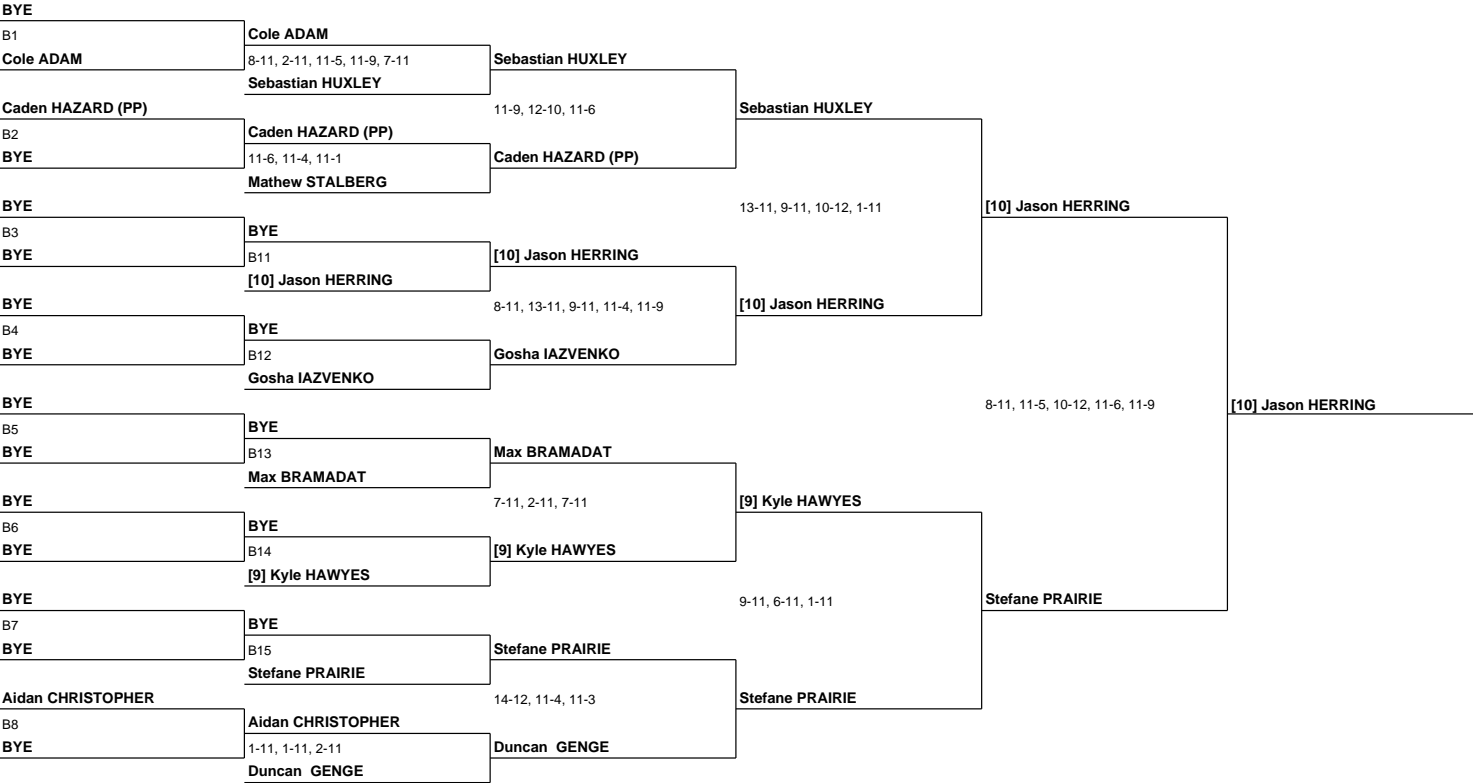 BYE
B1
Cole ADAM
Caden HAZARD (PP)
B2
BYE
BYE
B3
BYE
BYE
B4
BYE
BYE
B5
BYE
BYE
B6
BYE
BYE
B7
BYE
Aidan CHRISTOPHER
B8
BYE
Cole ADAM
8-11, 2-11, 11-5, 11-9, 7-11
Sebastian HUXLEY
Caden HAZARD (PP)
11-6, 11-4, 11-1
Mathew STALBERG
BYE
B11
[10] Jason HERRING
BYE
B12
Gosha IAZVENKO
BYE
B13
Max BRAMADAT
BYE
B14
[9] Kyle HAWYES
BYE
B15
Stefane PRAIRIE
Aidan CHRISTOPHER
1-11, 1-11, 2-11
Duncan  GENGE
Sebastian HUXLEY
11-9, 12-10, 11-6
Caden HAZARD (PP)
[10] Jason HERRING
8-11, 13-11, 9-11, 11-4, 11-9
Gosha IAZVENKO
Max BRAMADAT
7-11, 2-11, 7-11
[9] Kyle HAWYES
Stefane PRAIRIE
14-12, 11-4, 11-3
Duncan  GENGE
Sebastian HUXLEY
13-11, 9-11, 10-12, 1-11
[10] Jason HERRING
[9] Kyle HAWYES
9-11, 6-11, 1-11
Stefane PRAIRIE
[10] Jason HERRING
8-11, 11-5, 10-12, 11-6, 11-9
Stefane PRAIRIE
[10] Jason HERRING